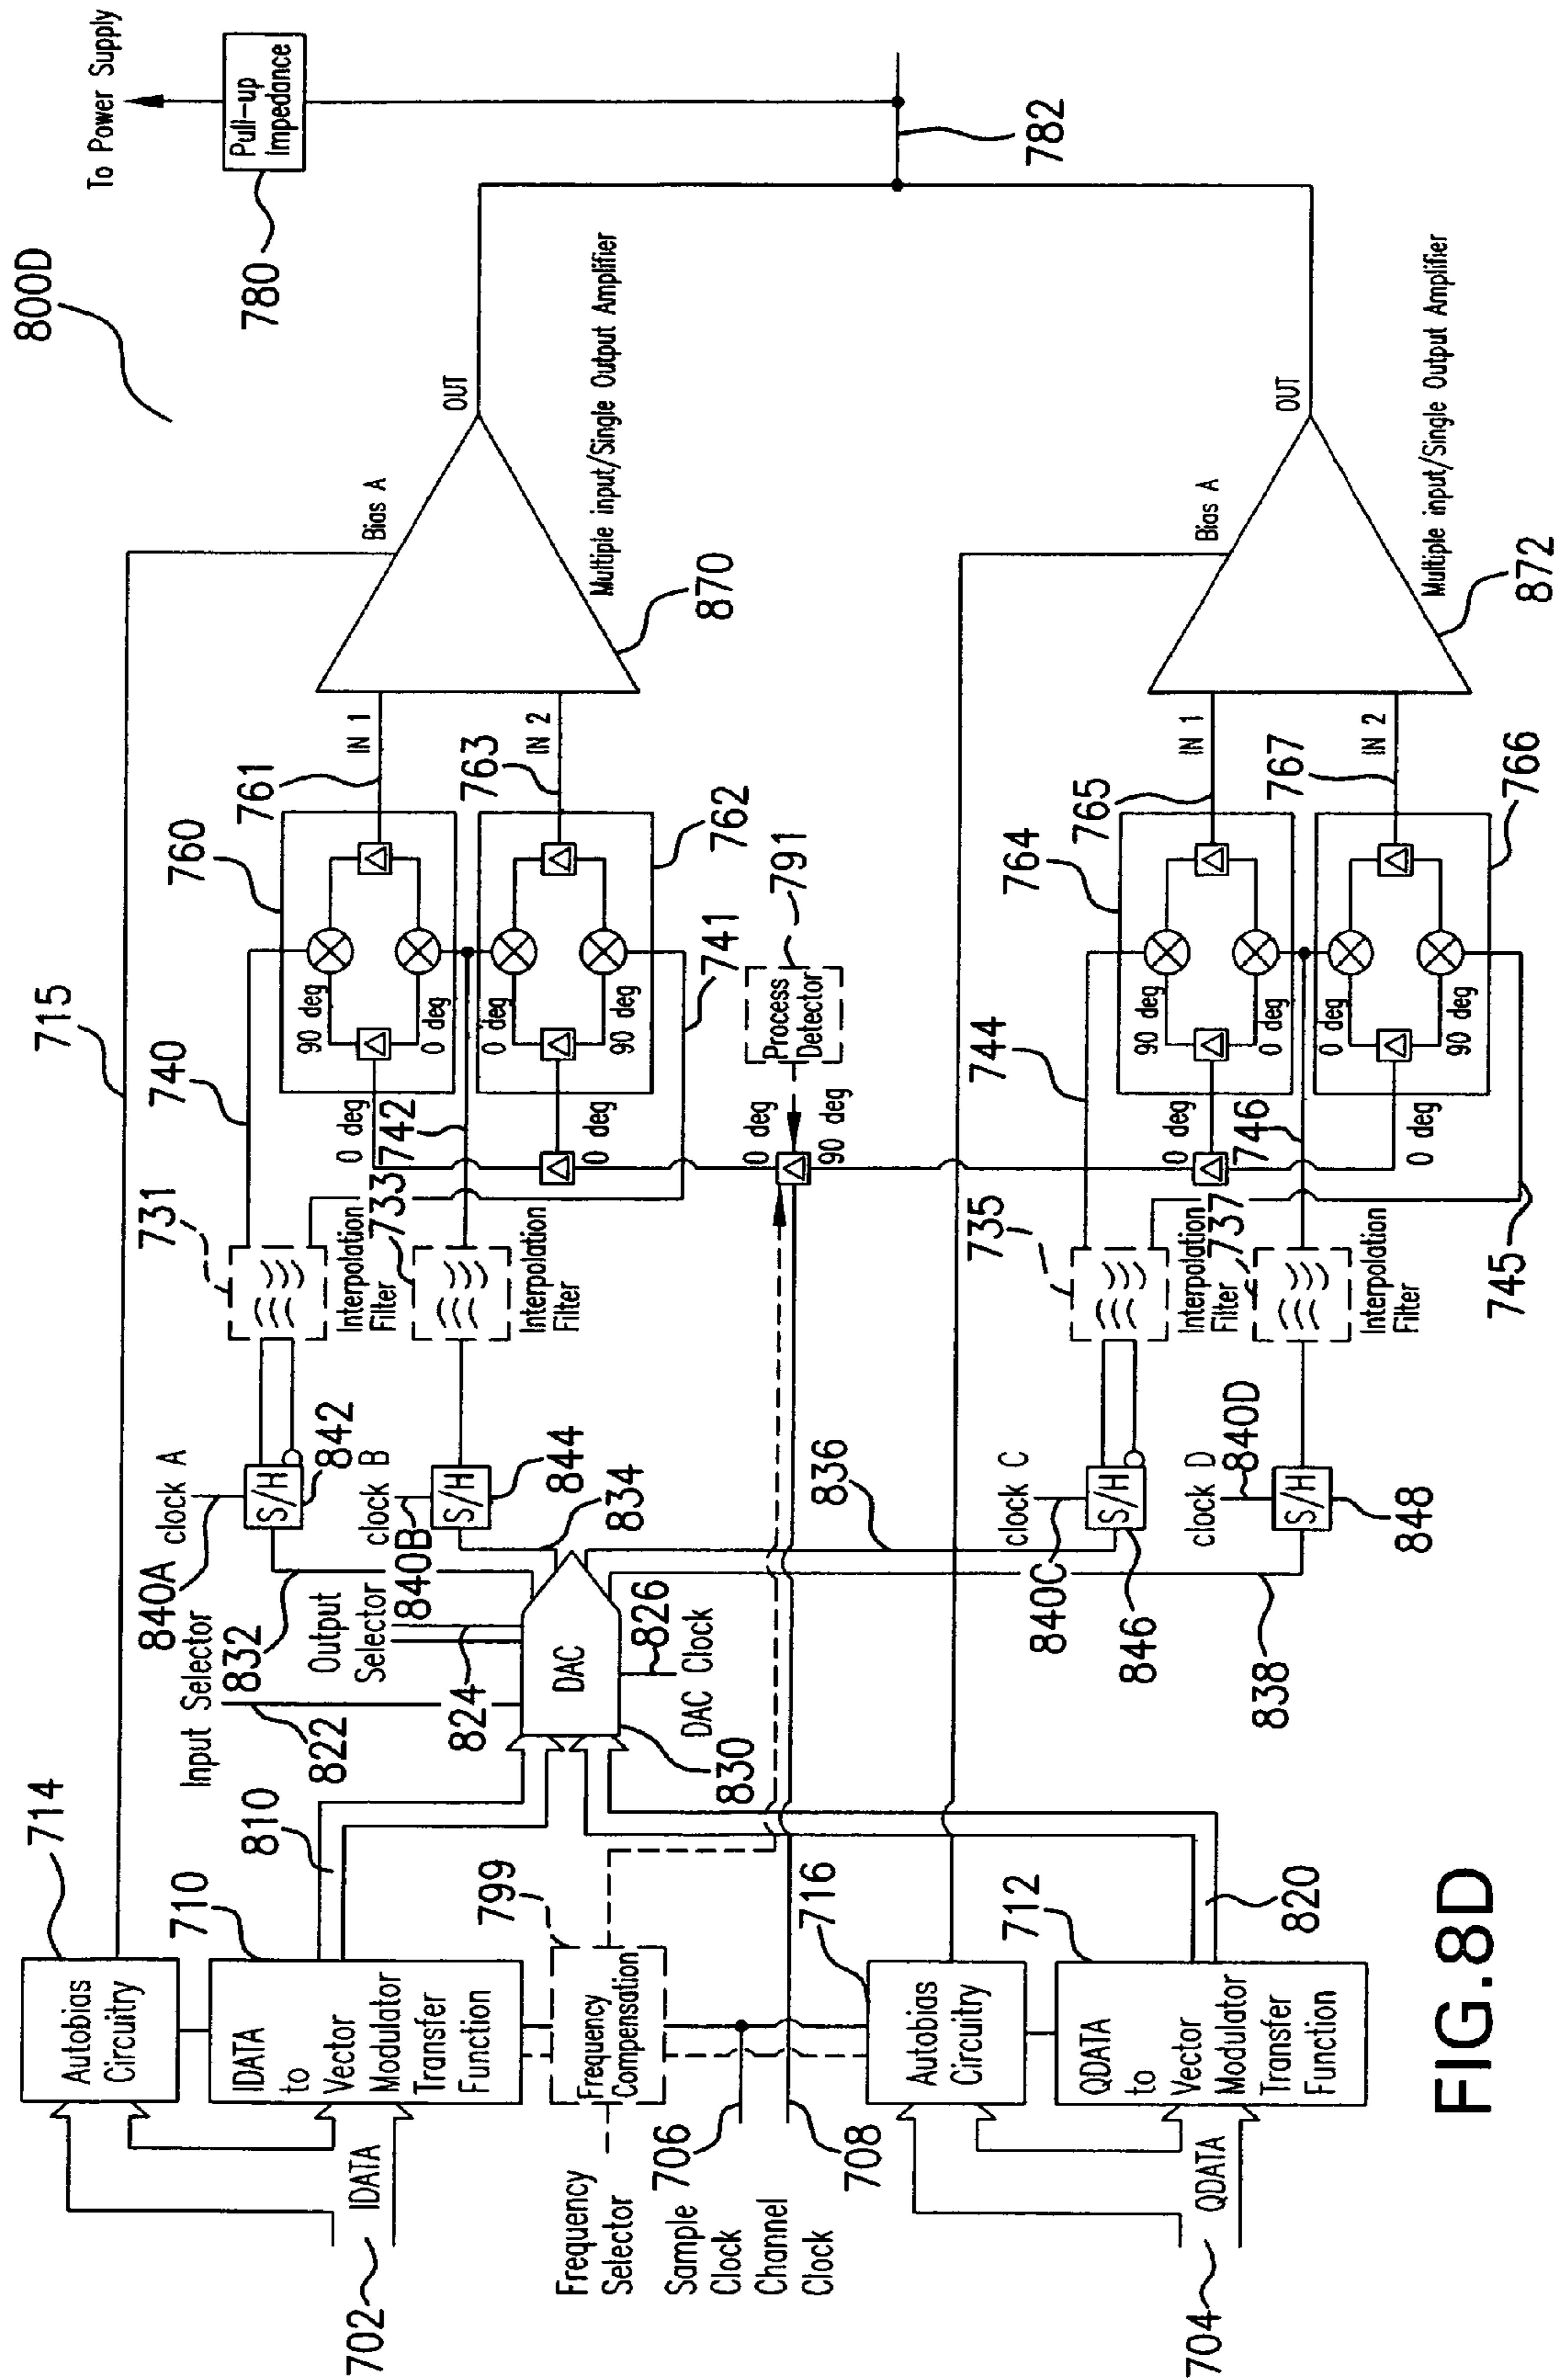 800D
To Power Supply
Pull-up
Impedance
780
782
715
714
Autobias
Circuitry
702
IDATA
710
IDATA
to
Vector
Modulator
Transfer
Function
810
Input Selector
822
832
840A
clock A
S/H
842
Output
Selector
824
840B
clock B
S/H
844
834
DAC
826
DAC Clock
830
731
Interpolation
Filter
733
Interpolation
Filter
740
742
741
0 deg
0 deg
760
90 deg
0 deg
762
0 deg
90 deg
761
763
IN 1
IN 2
Bias A
OUT
870
Multiple input/Single Output Amplifier
791
Process
Detector
0 deg
90 deg
799
Frequency
Compensation
Frequency
Selector
706
Sample
Clock
708
Channel
Clock
716
Autobias
Circuitry
704
QDATA
712
QDATA
to
Vector
Modulator
Transfer
Function
820
836
838
840C
clock C
S/H
846
clock D
840D
S/H
848
735
Interpolation
Filter
737
Interpolation
Filter
744
746
745
0 deg
0 deg
764
90 deg
0 deg
766
0 deg
90 deg
765
767
IN 1
IN 2
Bias A
OUT
872
Multiple input/Single Output Amplifier
FIG.8D